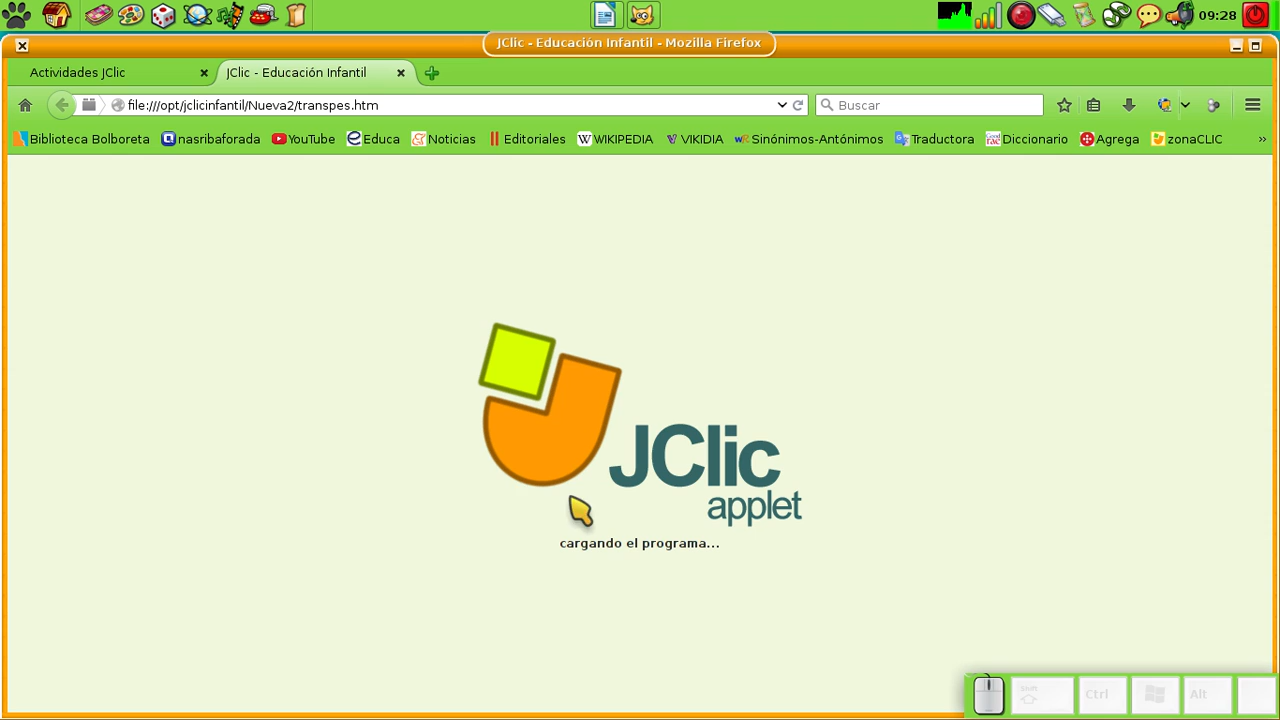 09:28
JClic - Educación Infantil - Mozilla Firefox
Actividades JClic
JClic - Educación Infantil
file:///opt/jclicinfantil/Nueva2/transpes.htm
Buscar
Biblioteca Bolboreta
nasribaforada
YouTube
Educa
Noticias
Editoriales
WIKIPEDIA
VIKIDIA
Sinónimos-Antónimos
Traductora
Diccionario
Agrega
zonaCLIC
»
JClic
applet
cargando el programa...
Shift
Ctrl
Alt